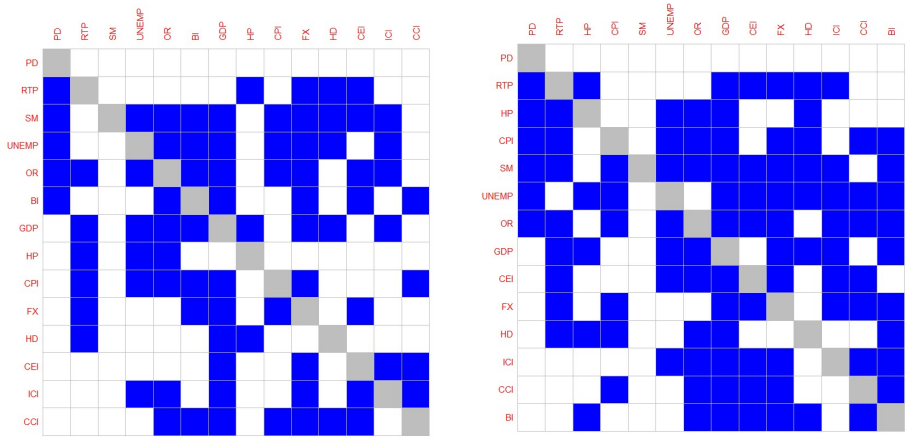 PD RTP SM UNEMP OR BI GDP HP CPI FX HD CEI ICI CCI
PD
RTP
SM
UNEMP
OR
BI
GDP
HP
CPI
FX
HD
CEI
ICI
CCI
PD RTP HP CPI SM UNEMP OR GDP CEI FX HD ICI CCI BI
PD
RTP
HP
CPI
SM
UNEMP
OR
GDP
CEI
FX
HD
ICI
CCI
BI